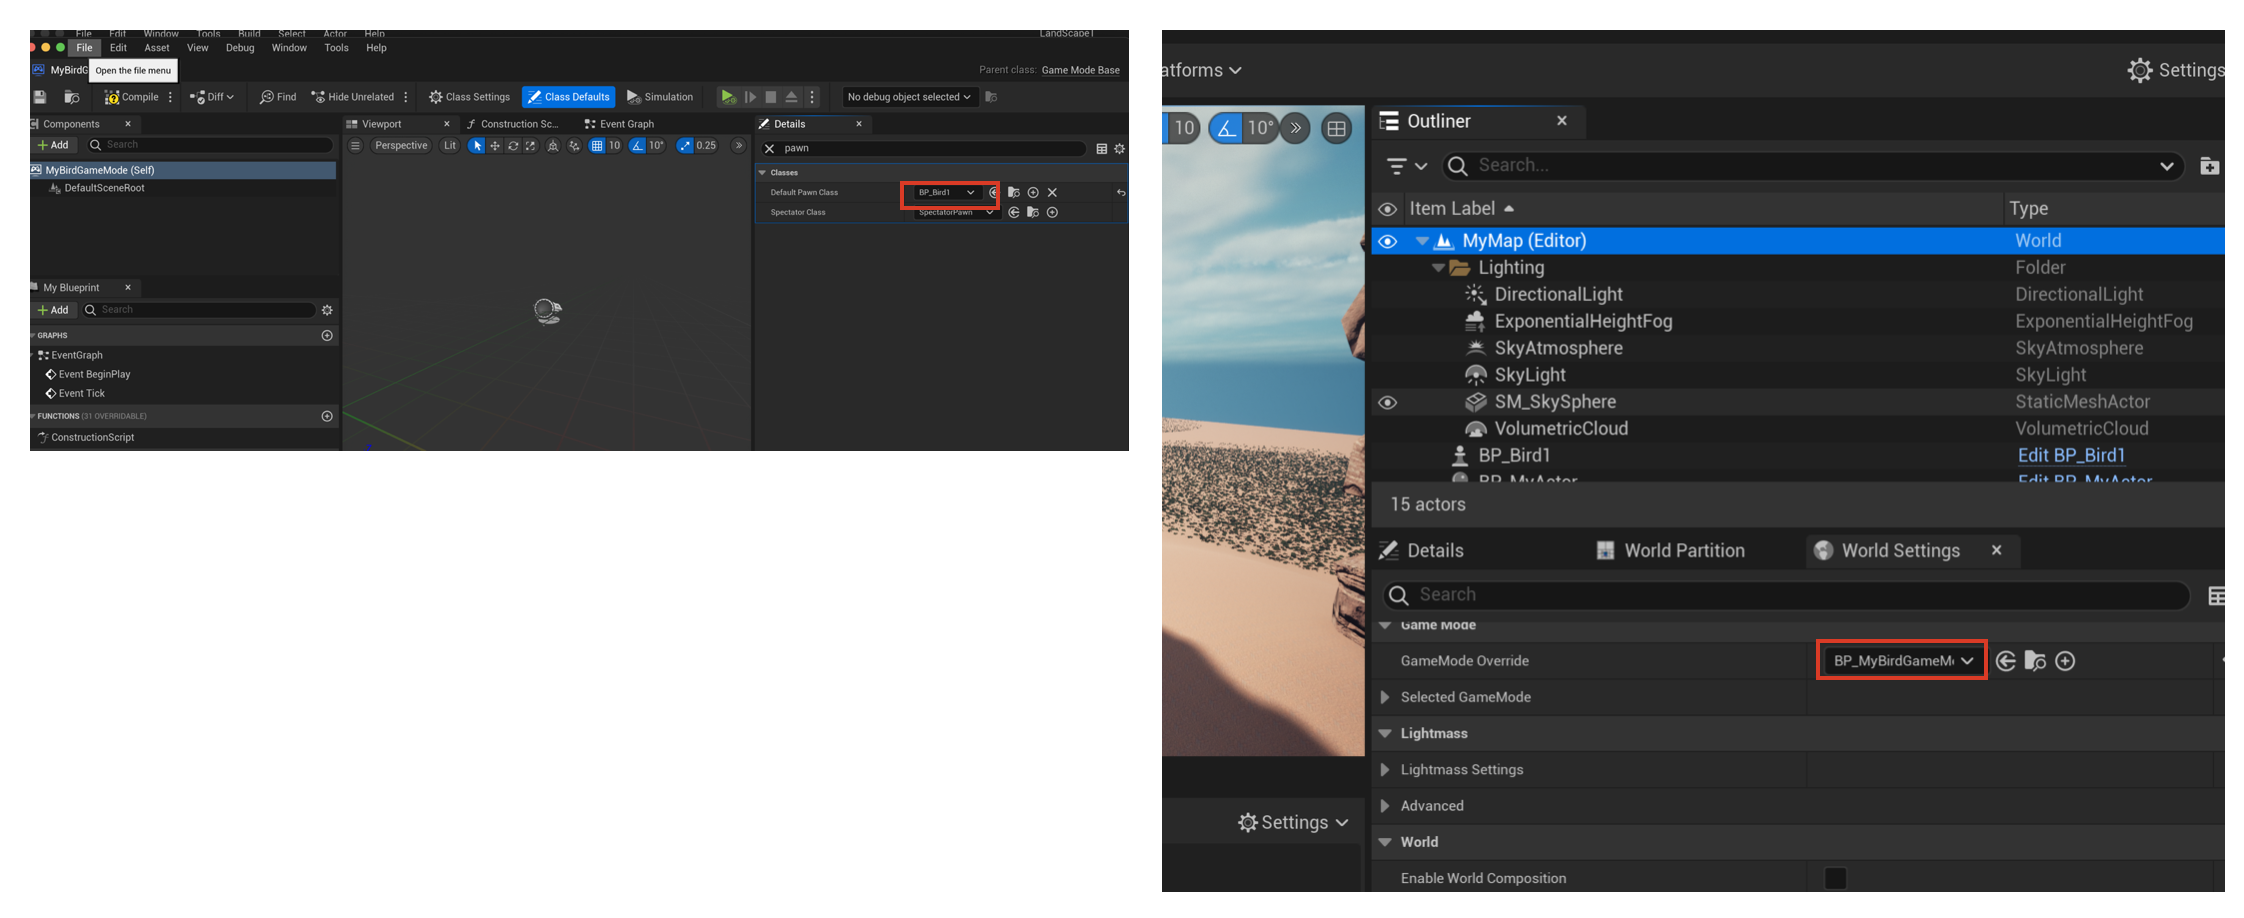 File Edit Window Tools Build Select Actor Help LandScape1
File Edit Asset View Debug Window Tools Help
MyBirdG Open the file menu Parent class: Game Mode Base
Compile Diff Find Hide Unrelated Class Settings Class Defaults Simulation No debug object selected
Components Viewport Construction Sc... Event Graph Details
Add Search Perspective Lit 10 10° 0.25 pawn
MyBirdGameMode (Self)
DefaultSceneRoot
Classes
Default Pawn Class BP_Bird1
Spectator Class SpectatorPawn
My Blueprint
Add Search
GRAPHS
EventGraph
Event BeginPlay
Event Tick
FUNCTIONS (31 OVERRIDABLE)
ConstructionScript
atforms Settings
10 10° Outliner
Search...
Item Label Type
MyMap (Editor) World
Lighting Folder
DirectionalLight DirectionalLight
ExponentialHeightFog ExponentialHeightFog
SkyAtmosphere SkyAtmosphere
SkyLight SkyLight
SM_SkySphere StaticMeshActor
VolumetricCloud VolumetricCloud
BP_Bird1 Edit BP_Bird1
BP_MyActor Edit BP_MyActor
15 actors
Details World Partition World Settings
Search
Game Mode
GameMode Override BP_MyBirdGameM
Selected GameMode
Lightmass
Lightmass Settings
Advanced
Settings
World
Enable World Composition